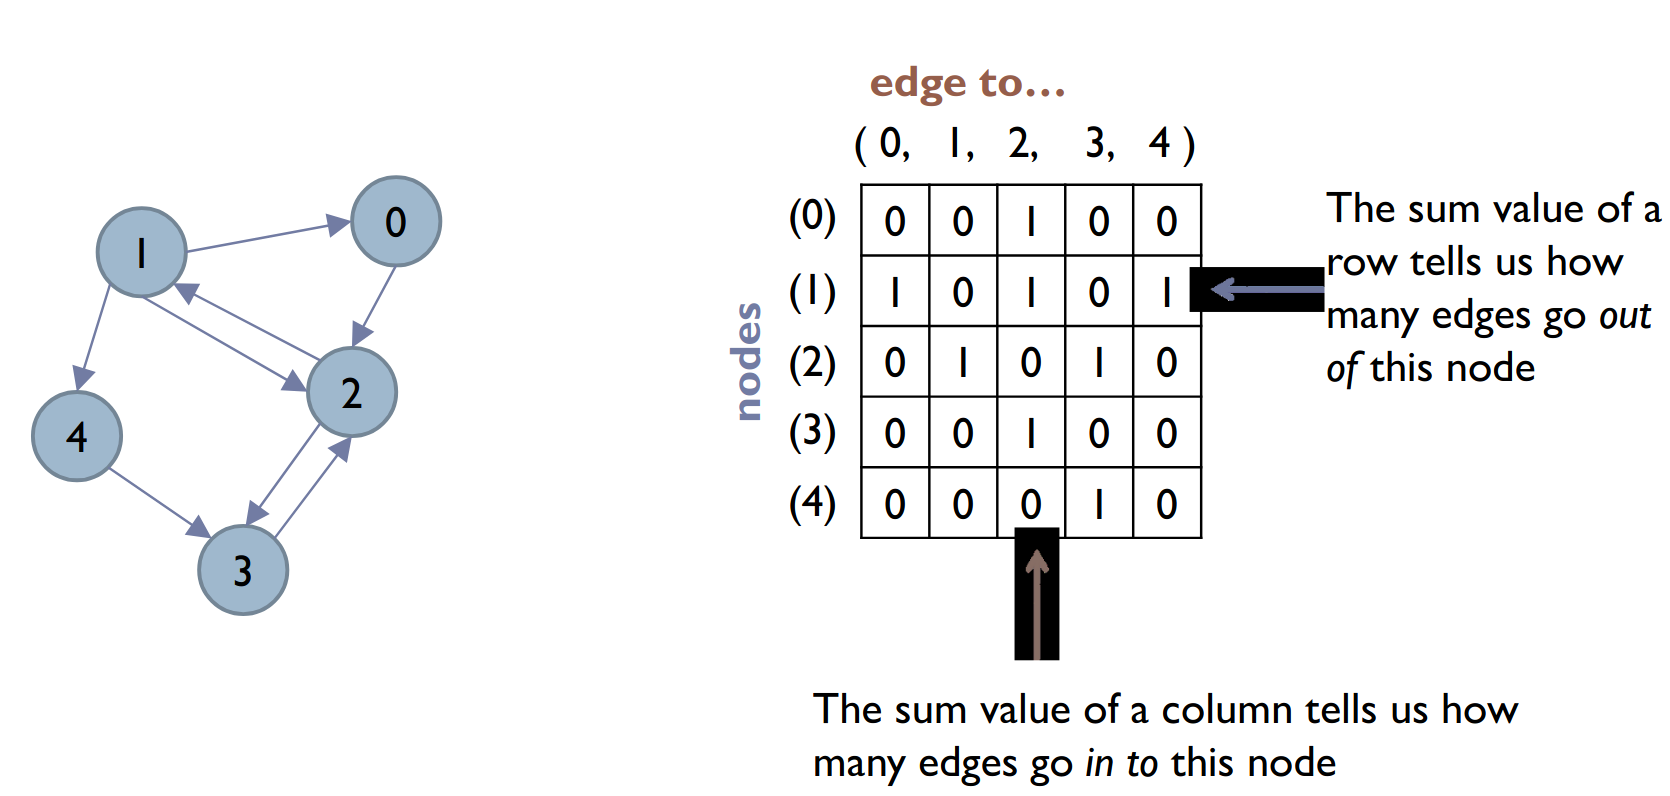 edge to...
( 0, 1, 2, 3, 4 )
nodes
(0) 0 0 1 0 0
(1) 1 0 1 0 1
(2) 0 1 0 1 0
(3) 0 0 1 0 0
(4) 0 0 0 1 0
The sum value of a
row tells us how
many edges go out
of this node
The sum value of a column tells us how
many edges go in to this node
1
0
2
4
3